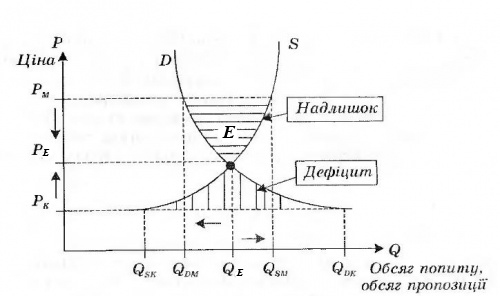 P
Ціна
D
S
P_M
Надлишок
E
P_E
Дефіцит
P_K
Q_SK
Q_DM
Q_E
Q_SM
Q_DK
Q
Обсяг попиту,
обсяг пропозиції